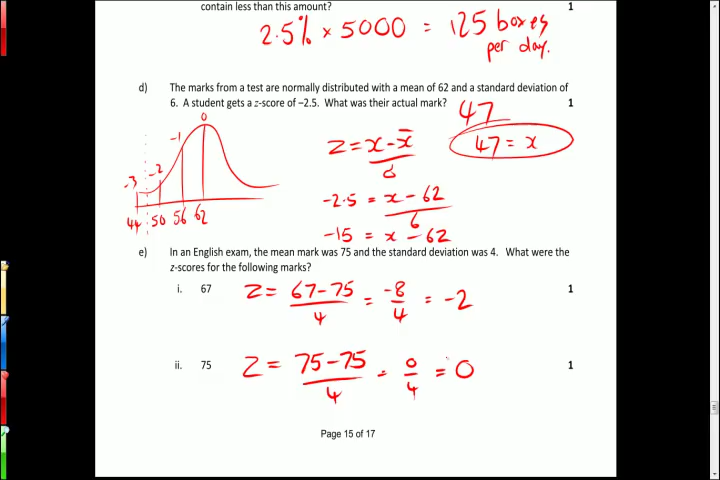 contain less than this amount? 1
2.5% × 5000 = 125 boxes
per day.
d) The marks from a test are normally distributed with a mean of 62 and a standard deviation of
6. A student gets a z-score of –2.5. What was their actual mark? 47 1
47 = x
0
-1
-2
-3
44 50 56 62
z = x - x̄
6
-2.5 = x - 62
6
-15 = x - 62
e) In an English exam, the mean mark was 75 and the standard deviation was 4. What were the
z-scores for the following marks?
i. 67 z = 67-75 / 4 = -8 / 4 = -2 1
ii. 75 z = 75-75 / 4 = 0 / 4 = 0 1
Page 15 of 17